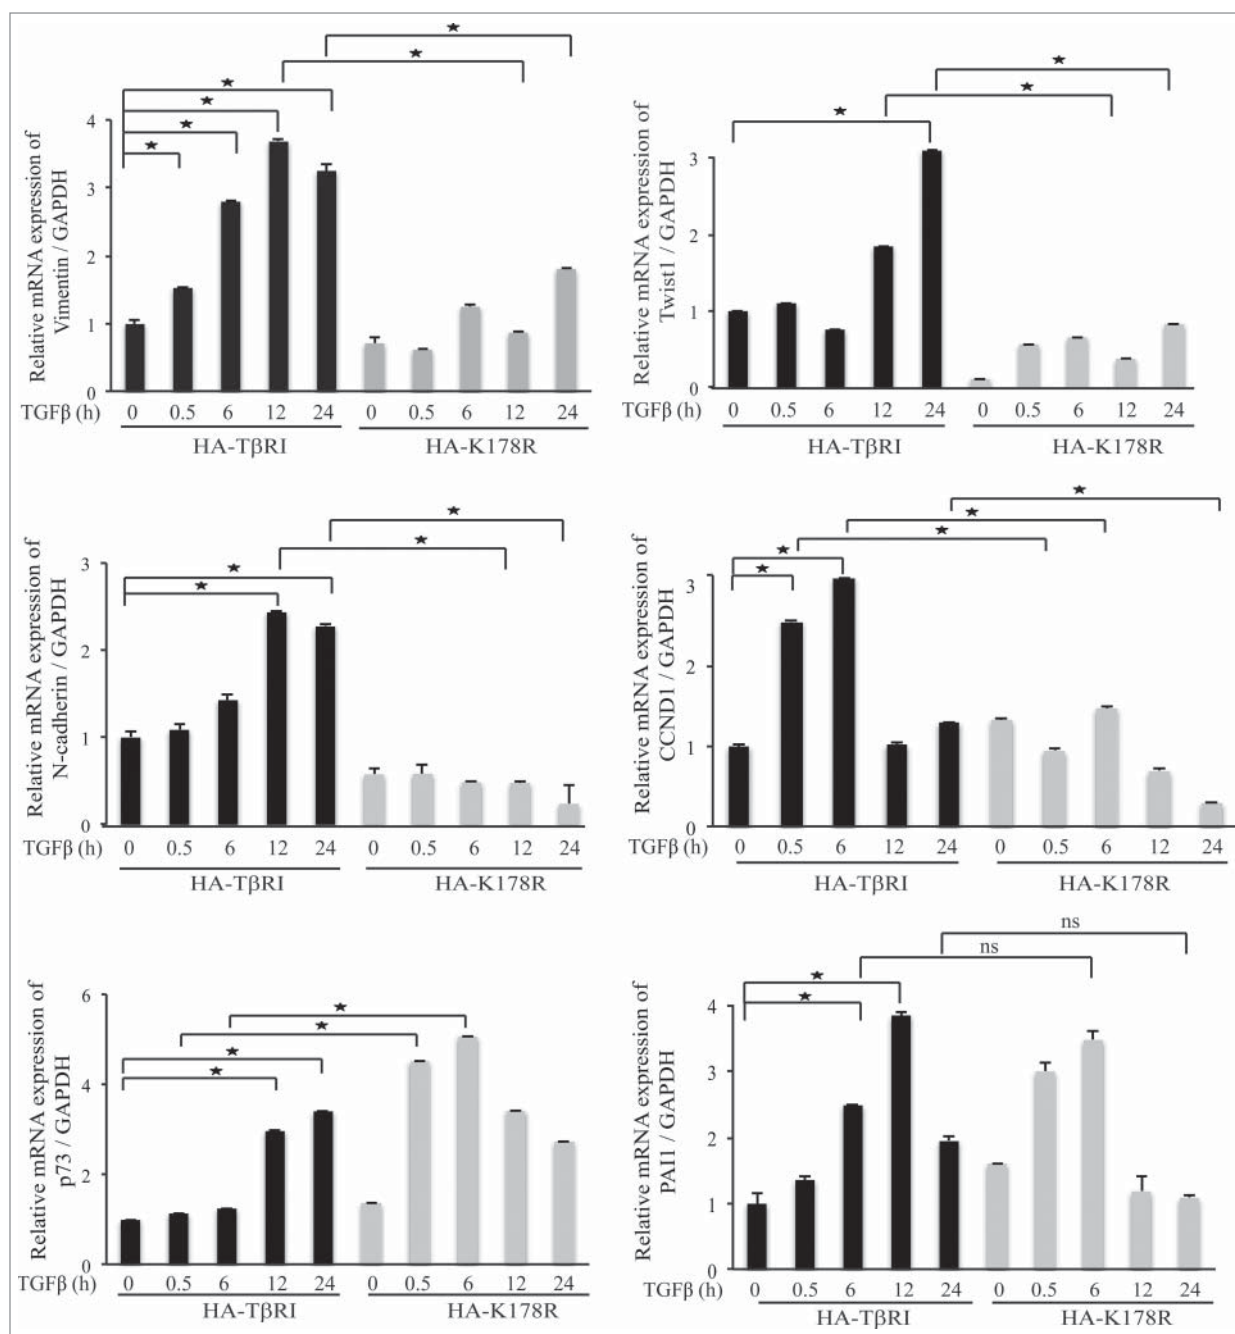 ★ ★
★ ★ ★ ★
Relative mRNA expression of
Vimentin / GAPDH
4
3
2
1
0
TGFβ (h) 0 0.5 6 12 24 0 0.5 6 12 24
HA-TβRI HA-K178R
★ ★ ★
Relative mRNA expression of
Twist1 / GAPDH
3
2
1
0
TGFβ (h) 0 0.5 6 12 24 0 0.5 6 12 24
HA-TβRI HA-K178R
★ ★ ★ ★
Relative mRNA expression of
N-cadherin / GAPDH
3
2
1
0
TGFβ (h) 0 0.5 6 12 24 0 0.5 6 12 24
HA-TβRI HA-K178R
★ ★ ★ ★ ★
Relative mRNA expression of
CCND1 / GAPDH
3
2
1
0
TGFβ (h) 0 0.5 6 12 24 0 0.5 6 12 24
HA-TβRI HA-K178R
★ ★ ★ ★
Relative mRNA expression of
p73 / GAPDH
6
4
2
0
TGFβ (h) 0 0.5 6 12 24 0 0.5 6 12 24
HA-TβRI HA-K178R
ns
ns
★ ★
Relative mRNA expression of
PAI1 / GAPDH
4
3
2
1
0
TGFβ (h) 0 0.5 6 12 24 0 0.5 6 12 24
HA-TβRI HA-K178R